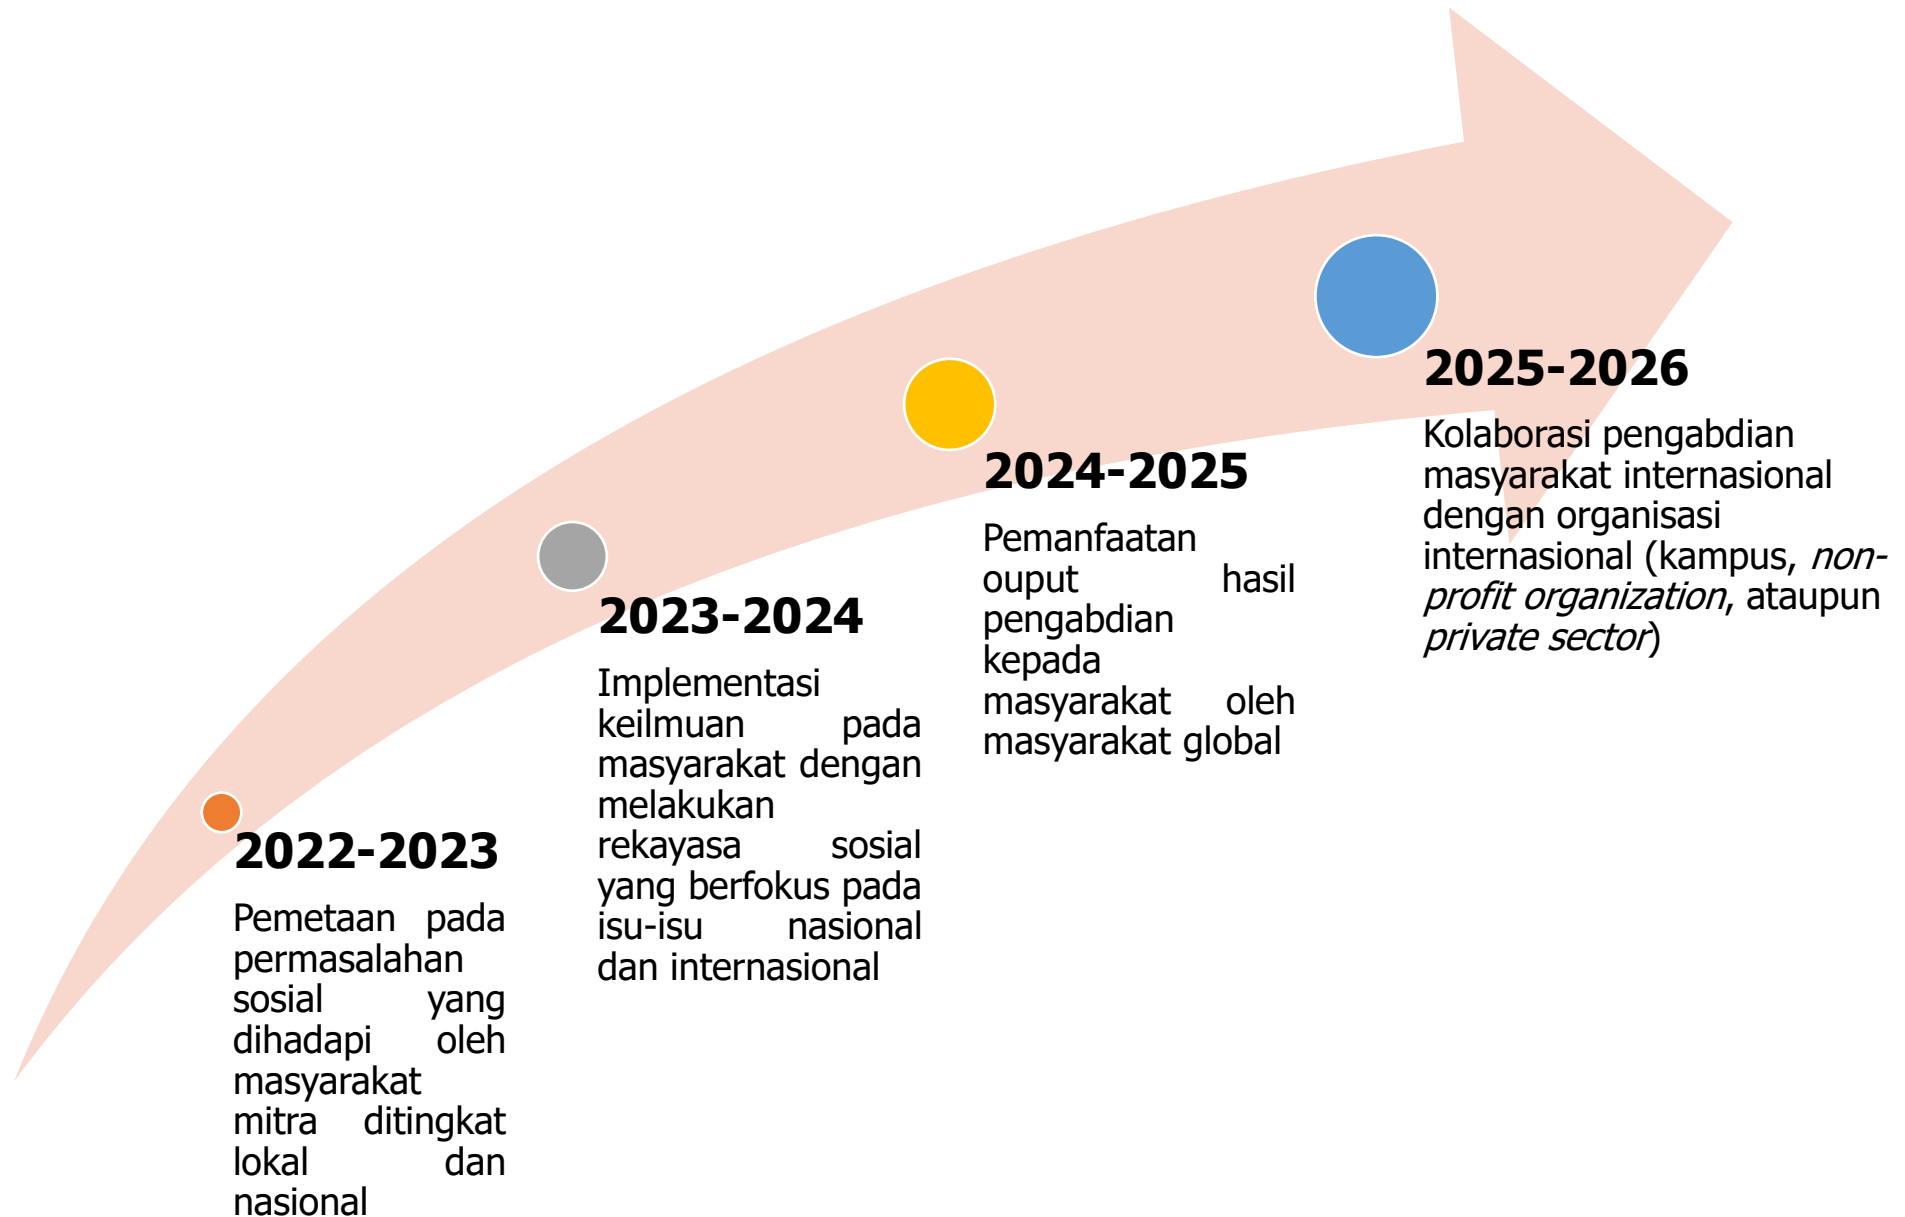 2022-2023
Pemetaan pada
permasalahan
sosial yang
dihadapi oleh
masyarakat
mitra ditingkat
lokal dan
nasional
2023-2024
Implementasi
keilmuan pada
masyarakat dengan
melakukan
rekayasa sosial
yang berfokus pada
isu-isu nasional
dan internasional
2024-2025
Pemanfaatan
ouput hasil
pengabdian
kepada
masyarakat oleh
masyarakat global
2025-2026
Kolaborasi pengabdian
masyarakat internasional
dengan organisasi
internasional (kampus, non-
profit organization, ataupun
private sector)